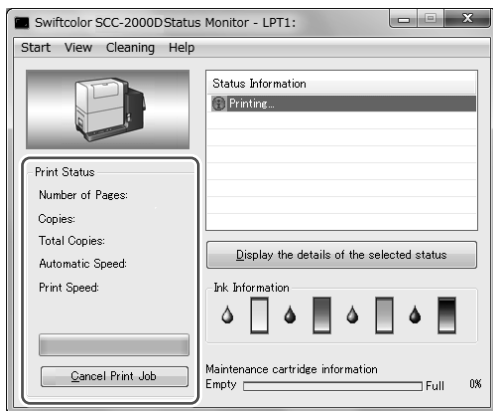 Swiftcolor SCC-2000DStatus Monitor - LPT1:
Start View Cleaning Help
Status Information
Printing...
Print Status
Number of Pages:
Copies:
Total Copies:
Automatic Speed:
Print Speed:
Cancel Print Job
Display the details of the selected status
Ink Information
Maintenance cartridge information
Empty Full 0%